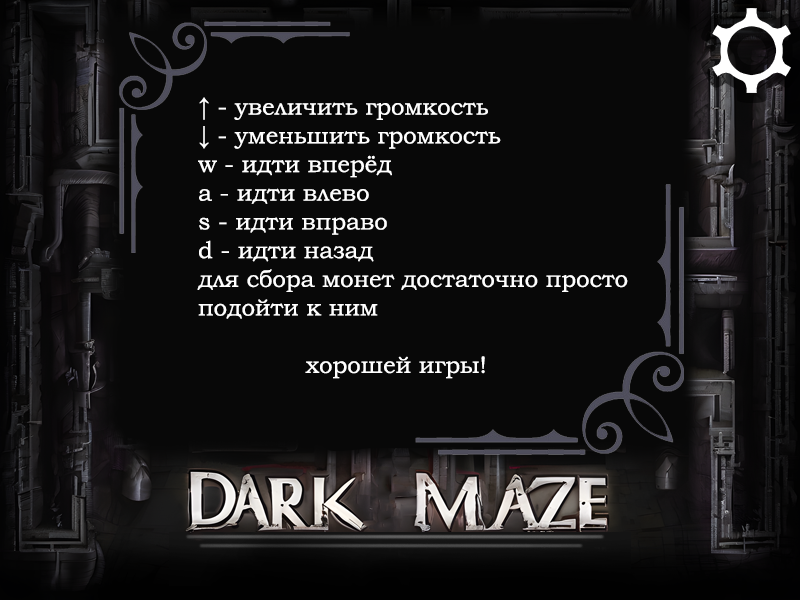 ↑ - увеличить громкость
↓ - уменьшить громкость
w - идти вперёд
a - идти влево
s - идти вправо
d - идти назад
для сбора монет достаточно просто
подойти к ним
хорошей игры!
DARK MAZE